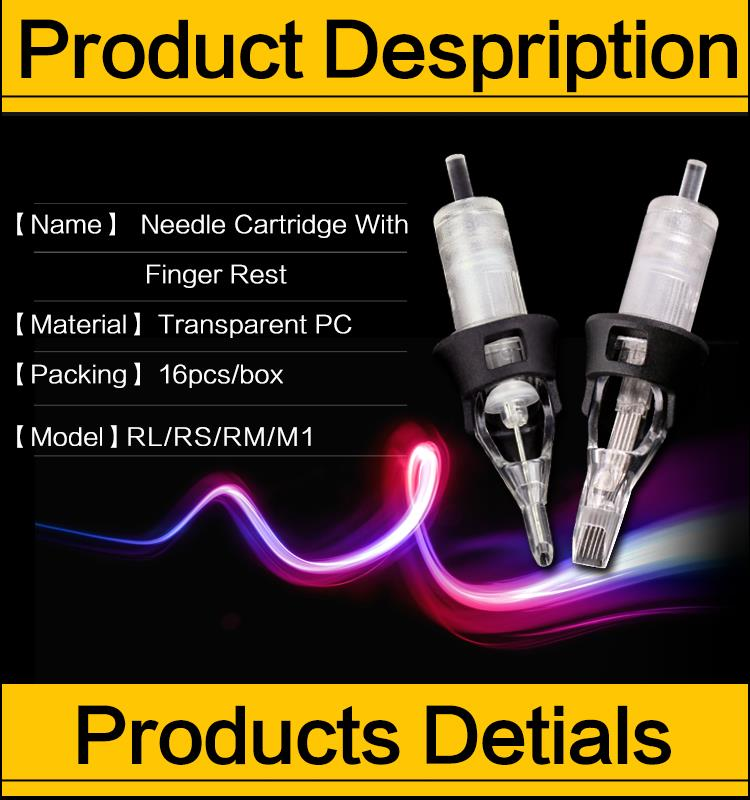 Product Despription
【Name】 Needle Cartridge With
Finger Rest
【Material】Transparent PC
【Packing】16pcs/box
【Model】RL/RS/RM/M1
Products Detials